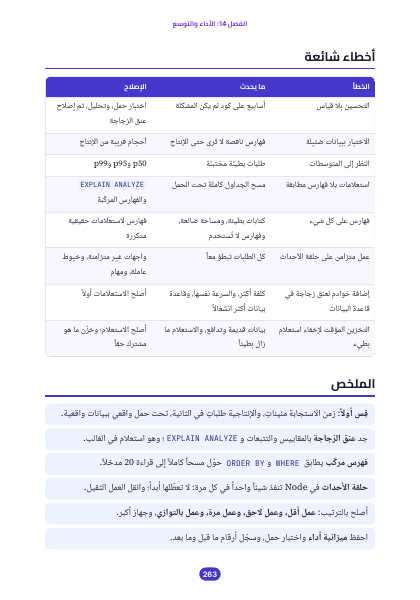 الفصل 14: الأداء والتوسع
أخطاء شائعة
الخطأ ما يحدث الإصلاح
التحسين بلا قياس أسابيع على كود لم يكن المشكلة اختبار حمل، وتحليل، ثم إصلاح
عنق الزجاجة
الاختبار ببيانات ضئيلة فهارس ناقصة لا تُرى حتى الإنتاج أحجام قريبة من الإنتاج
النظر إلى المتوسطات طلبات بطيئة مختبئة p50 وp95 وp99
استعلامات بلا فهارس مطابقة مسح الجداول كاملة تحت الحمل EXPLAIN ANALYZE
والفهارس المركّبة
فهارس على كل شيء كتابات بطيئة، ومساحة ضائعة، فهارس لاستعلامات حقيقية
وفهارس لا تُستخدم متكررة
عمل متزامن على حلقة الأحداث كل الطلبات تبطؤ معاً واجهات غير متزامنة، وخيوط
عاملة، ومهام
إضافة خوادم لعنق زجاجة في كلفة أكثر، والسرعة نفسها، وقاعدة أصلح الاستعلامات أولاً
قاعدة البيانات بيانات أكثر انشغالاً
التخزين المؤقت لإخفاء استعلام بيانات قديمة وتدافع، والاستعلام ما أصلح الاستعلام؛ وخزّن ما هو
بطيء زال بطيئاً مشترك حقاً
الملخص
قِس أولاً: زمن الاستجابة مئينات، والإنتاجية طلبات في الثانية، تحت حمل واقعي ببيانات واقعية.
جد عنق الزجاجة بالمقاييس والتتبعات و EXPLAIN ANALYZE ؛ وهو استعلام في الغالب.
فهرس مركّب يطابق WHERE و ORDER BY حوّل مسحاً كاملاً إلى قراءة 20 مدخلاً.
حلقة الأحداث في Node تنفذ شيئاً واحداً في كل مرة: لا تعطّلها أبداً؛ وانقل العمل الثقيل.
أصلح بالترتيب: عمل أقل، وعمل لاحق، وعمل مرة، وعمل بالتوازي، وجهاز أكبر.
احفظ ميزانية أداء واختبار حمل، وسجّل أرقام ما قبل وما بعد.
263